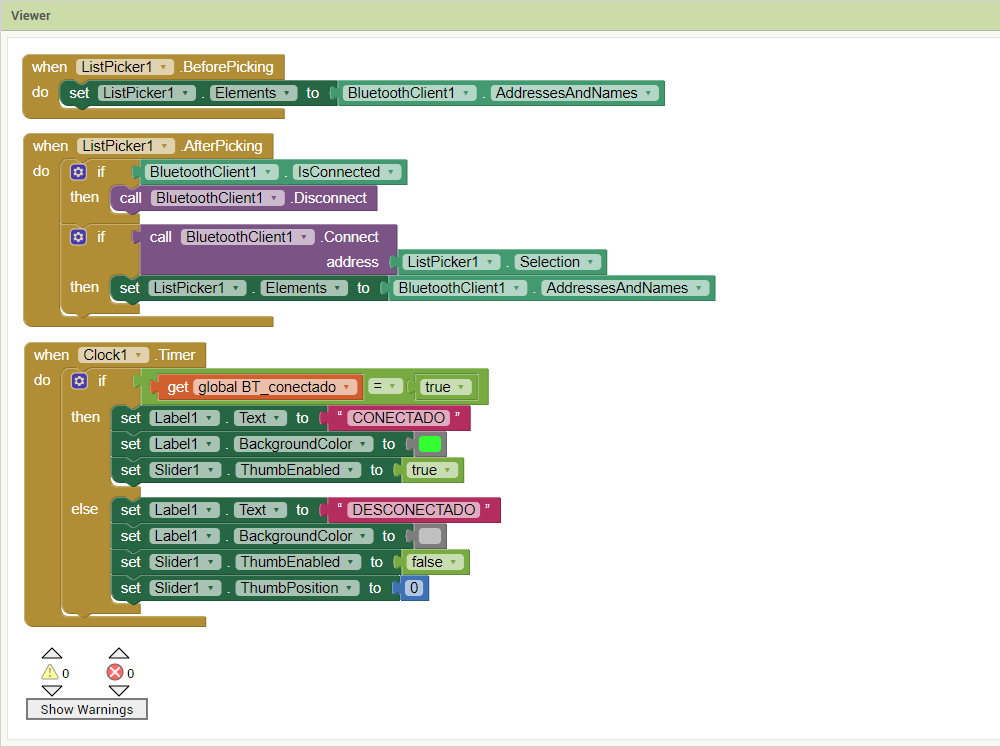 Viewer
when ListPicker1 .BeforePicking
do set ListPicker1 . Elements to BluetoothClient1 . AddressesAndNames
when ListPicker1 .AfterPicking
do if BluetoothClient1 . IsConnected
then call BluetoothClient1 .Disconnect
if call BluetoothClient1 .Connect
address ListPicker1 . Selection
then set ListPicker1 . Elements to BluetoothClient1 . AddressesAndNames
when Clock1 .Timer
do if get global BT_conectado = true
then set Label1 . Text to “ CONECTADO ”
set Label1 . BackgroundColor to
set Slider1 . ThumbEnabled to true
else set Label1 . Text to “ DESCONECTADO ”
set Label1 . BackgroundColor to
set Slider1 . ThumbEnabled to false
set Slider1 . ThumbPosition to 0
0 0
Show Warnings